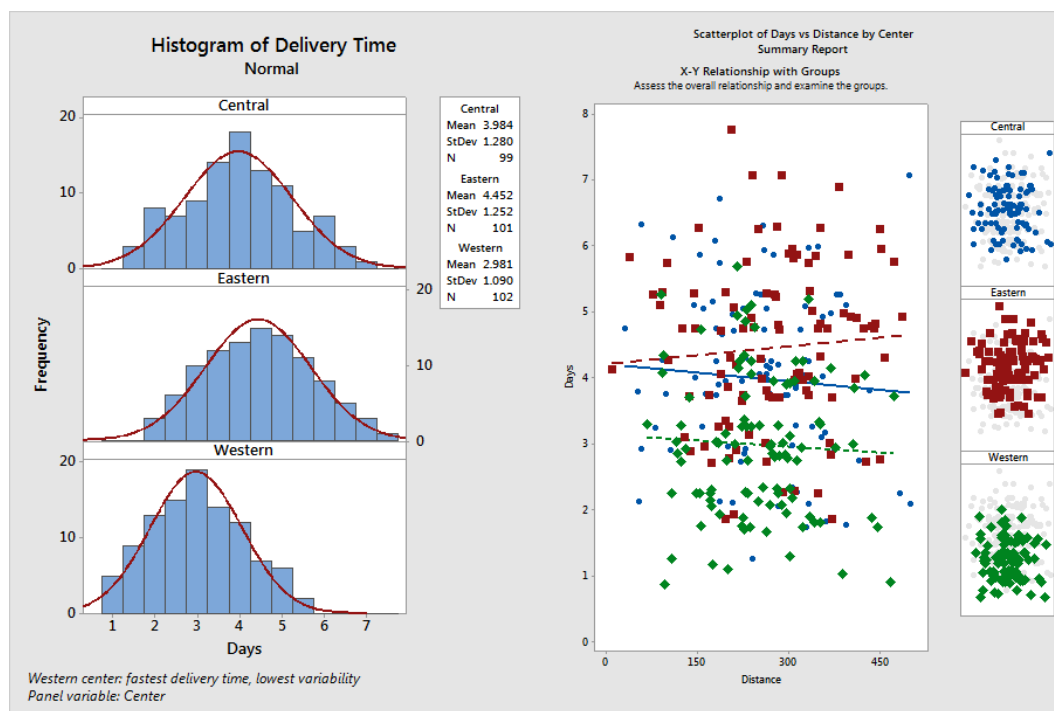 Histogram of Delivery Time
Normal
Central
20
10
0
Eastern
20
10
0
Western
20
10
0
1 2 3 4 5 6 7
Days
Frequency
Central
Mean 3.984
StDev 1.280
N 99
Eastern
Mean 4.452
StDev 1.252
N 101
Western
Mean 2.981
StDev 1.090
N 102
Western center: fastest delivery time, lowest variability
Panel variable: Center
Scatterplot of Days vs Distance by Center
Summary Report
X-Y Relationship with Groups
Assess the overall relationship and examine the groups.
8
7
6
5
4
3
2
1
0
Days
0 150 300 450
Distance
Central
Eastern
Western